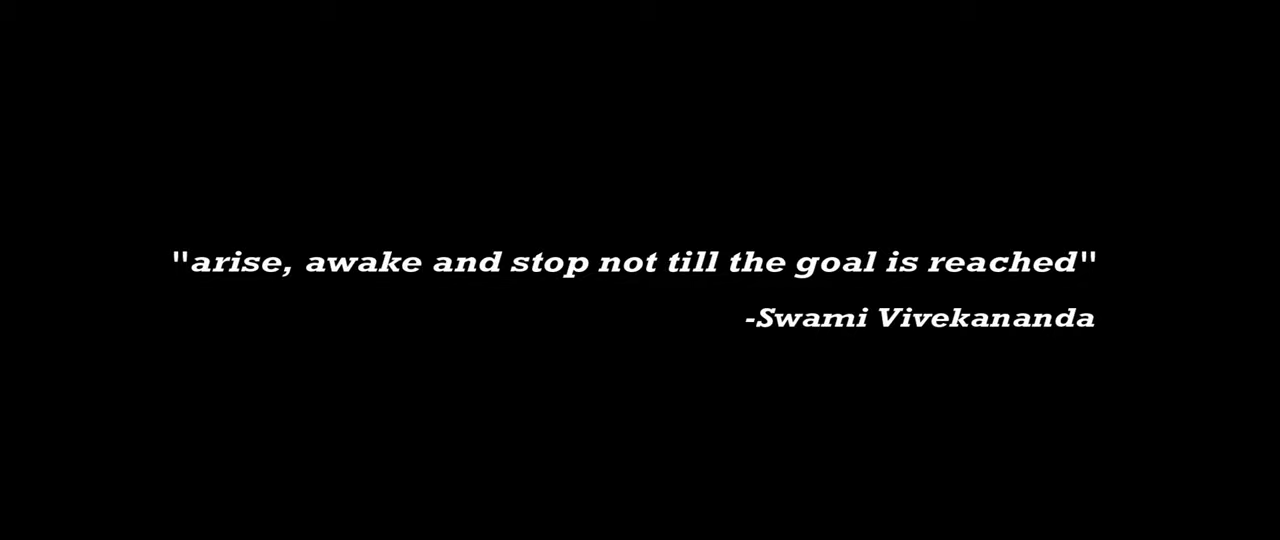 "arise, awake and stop not till the goal is reached"
-Swami Vivekananda